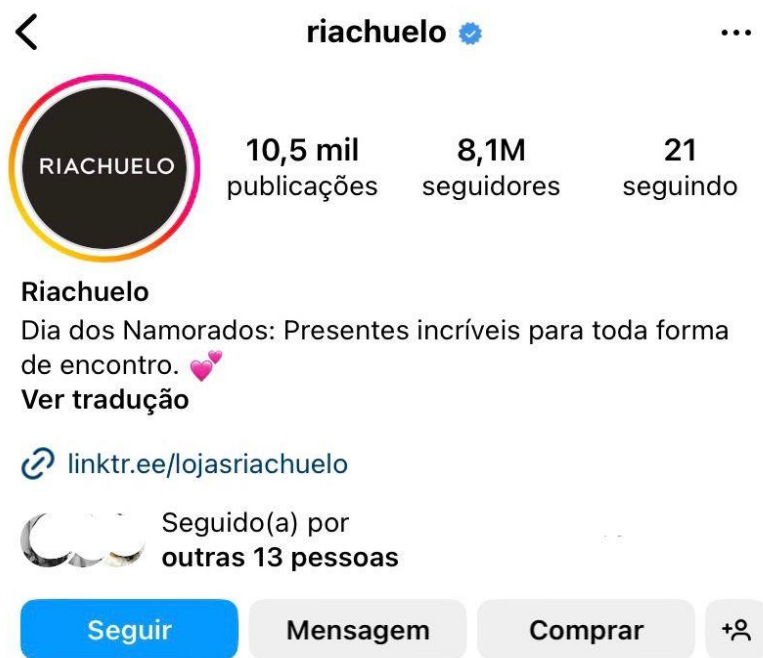 riachuelo
RIACHUELO
10,5 mil 8,1M 21
publicações seguidores seguindo
Riachuelo
Dia dos Namorados: Presentes incríveis para toda forma
de encontro. 💕
Ver tradução
linktr.ee/lojasriachuelo
Seguido(a) por
outras 13 pessoas
Seguir Mensagem Comprar